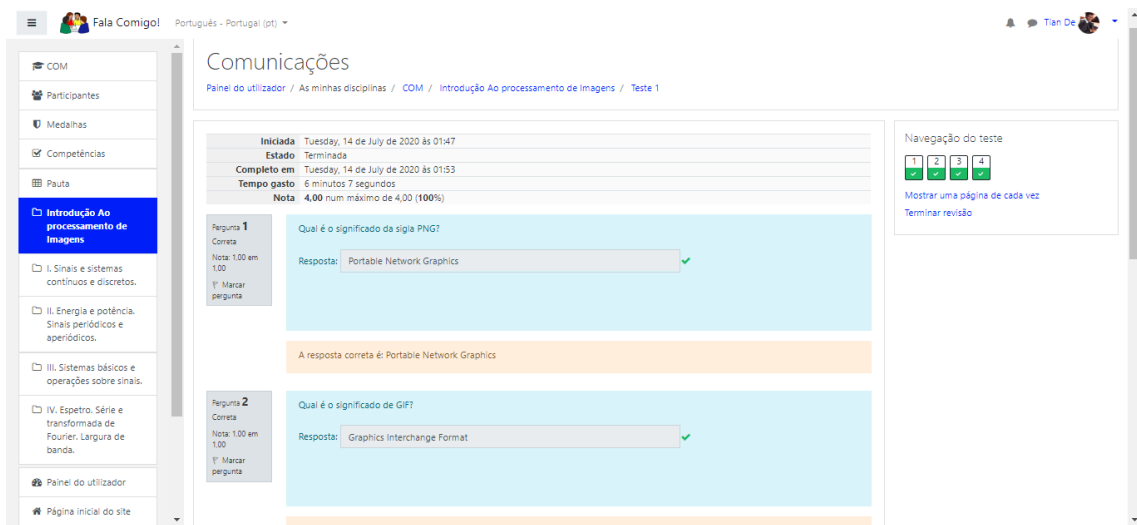 Fala Comigo!
Português - Portugal (pt)
Tian De
COM
Participantes
Medalhas
Competências
Pauta
Introdução Ao
processamento de
Imagens
I. Sinais e sistemas
contínuos e discretos.
II. Energia e potência.
Sinais periódicos e
aperiódicos.
III. Sistemas básicos e
operações sobre sinais.
IV. Espetro. Série e
transformada de
Fourier. Largura de
banda.
Painel do utilizador
Página inicial do site
Comunicações
Painel do utilizador / As minhas disciplinas / COM / Introdução Ao processamento de Imagens / Teste 1
Iniciada Tuesday, 14 de July de 2020 às 01:47
Estado Terminada
Completo em Tuesday, 14 de July de 2020 às 01:53
Tempo gasto 6 minutos 7 segundos
Nota 4,00 num máximo de 4,00 (100%)
Pergunta 1
Correta
Nota: 1,00 em
1,00
Marcar
pergunta
Qual é o significado da sigla PNG?
Resposta: Portable Network Graphics
A resposta correta é: Portable Network Graphics
Pergunta 2
Correta
Nota: 1,00 em
1,00
Marcar
pergunta
Qual é o significado de GIF?
Resposta: Graphics Interchange Format
Navegação do teste
1 2 3 4
Mostrar uma página de cada vez
Terminar revisão